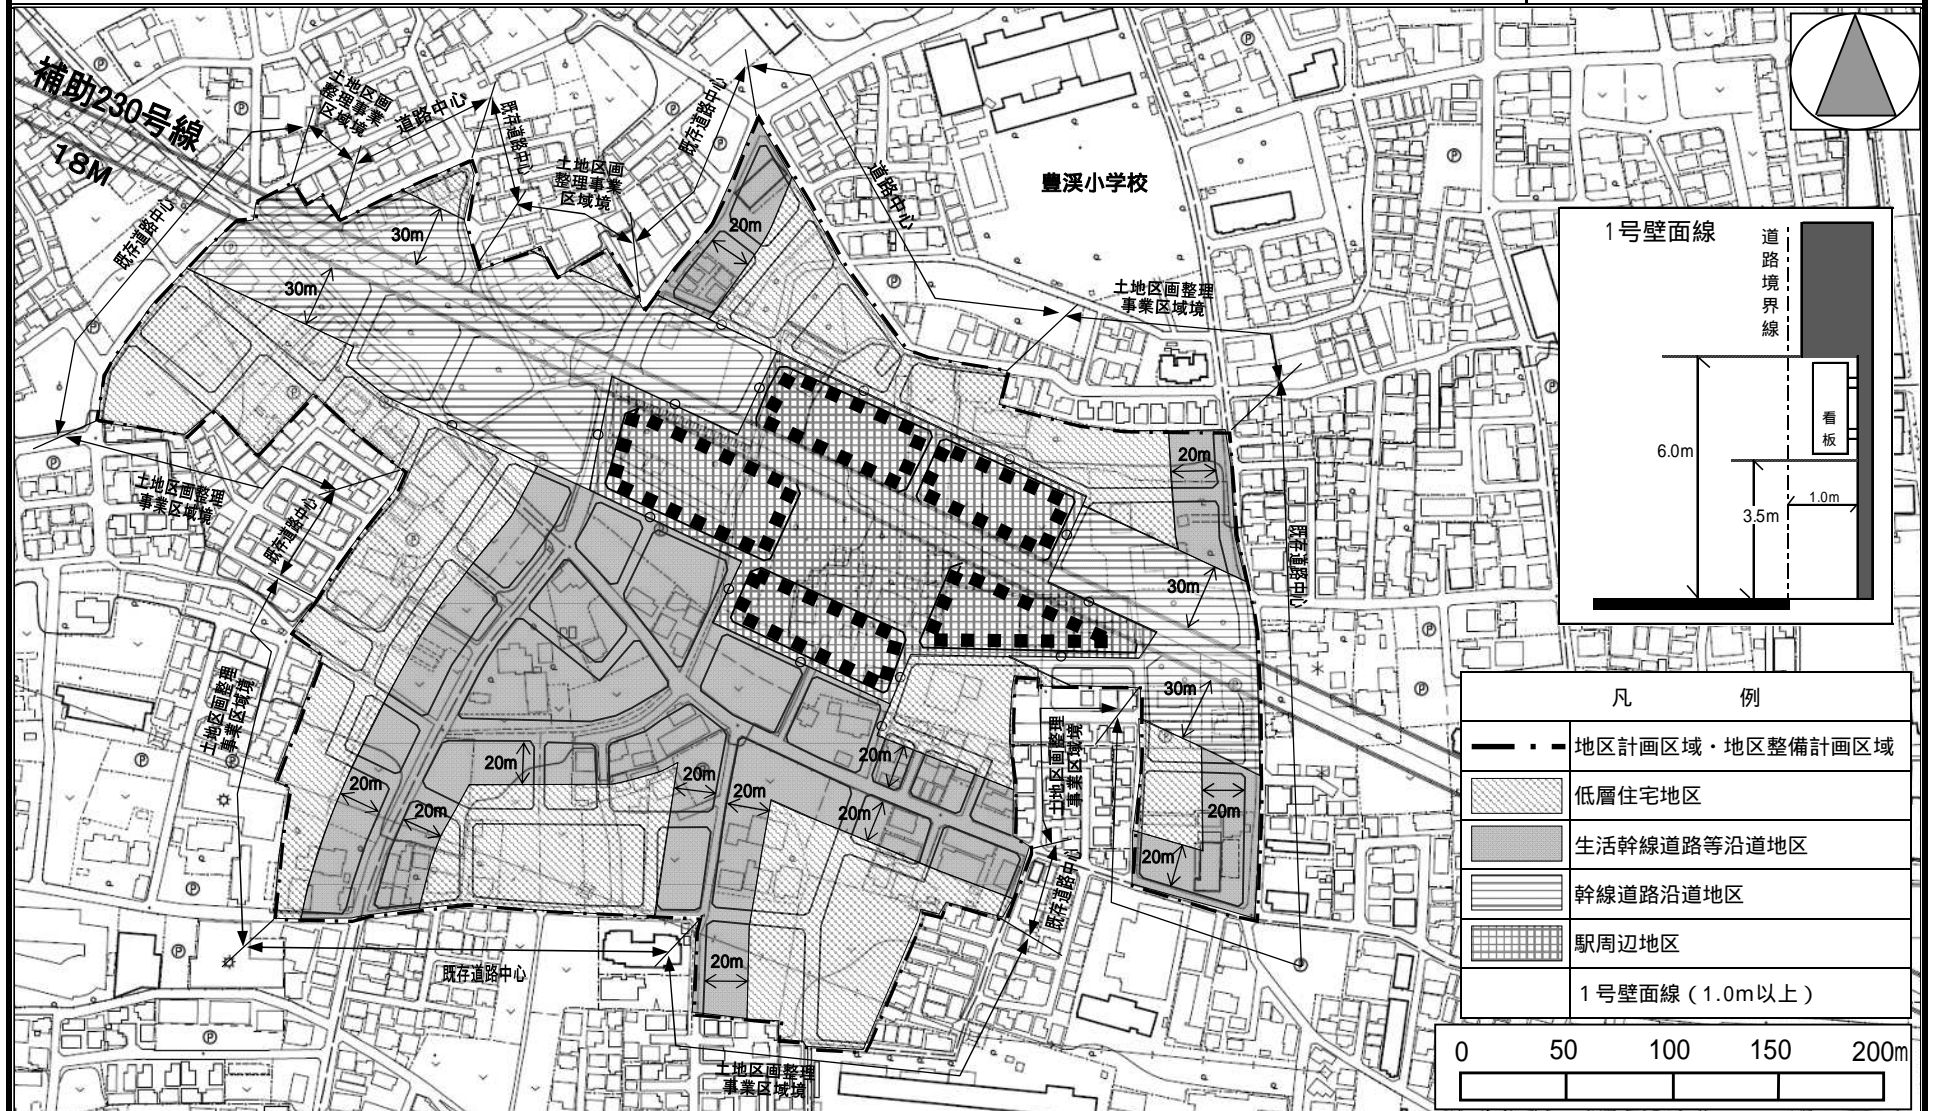 補助230号線
18M
土地区画
整理事業
区域境
道路中心
既存道路中心
既存道路中心
土地区画
整理事業
区域境
既存道路中心
道路中心
豊渓小学校
30m
30m
20m
土地区画整理
事業区域境
1号壁面線
道路境界線
看板
6.0m
3.5m
1.0m
20m
30m
既存道路中心
土地区画整理
事業区域境
既存道路中心
土地区画整理
事業区域境
30m
土地区画整理
事業区域境
20m
20m
20m
20m
20m
20m
20m
20m
20m
既存道路中心
20m
既存道路中心
土地区画整理
事業区域境
凡例
地区計画区域・地区整備計画区域
低層住宅地区
生活幹線道路等沿道地区
幹線道路沿道地区
駅周辺地区
1号壁面線(1.0m以上)
0 50 100 150 200m